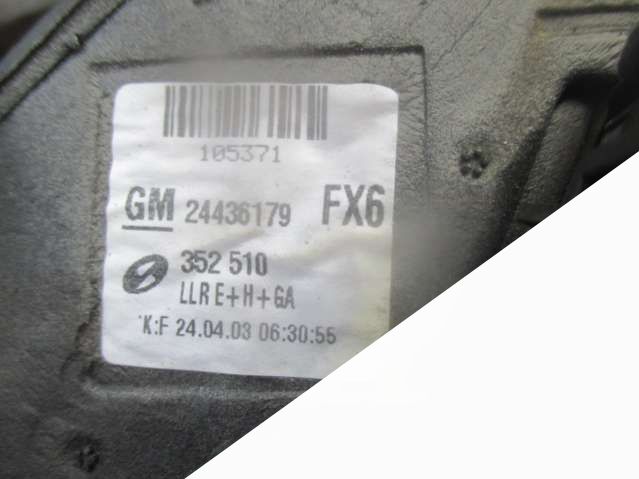 105371
GM 24436179 FX6
352 510
LLR E+H+GA
K:F 24.04.03 06:30:55